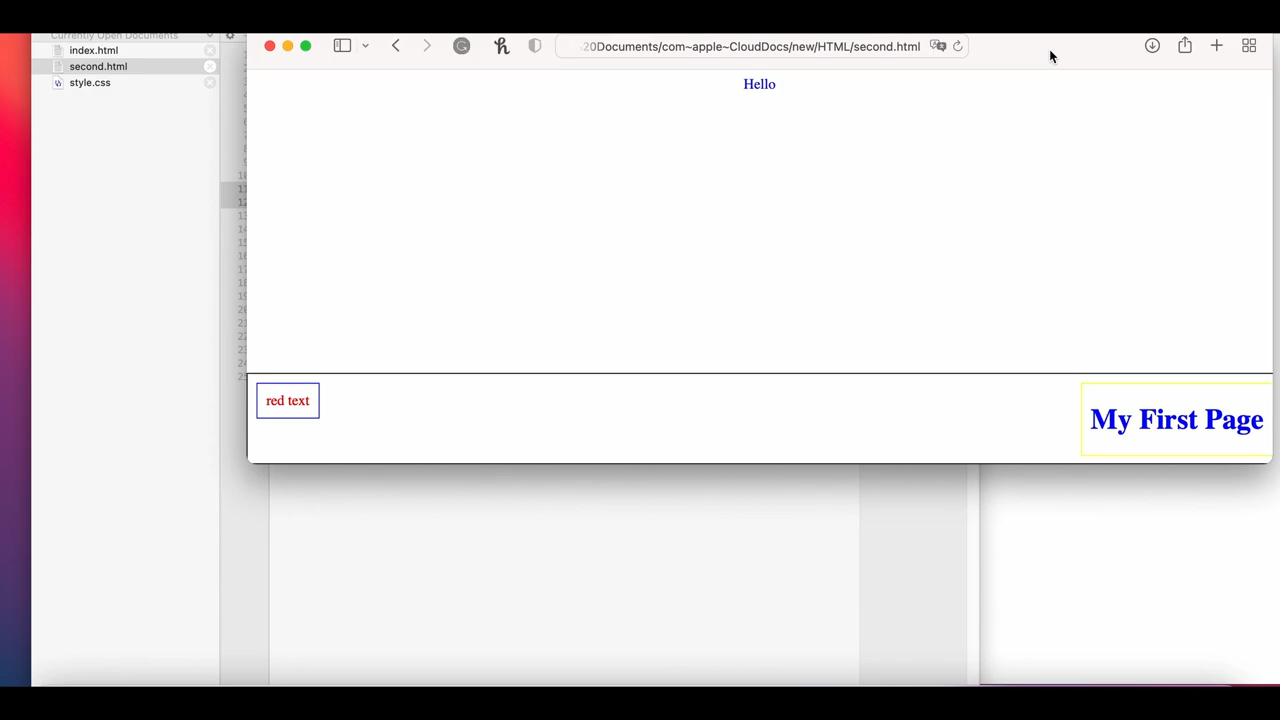 Currently Open Documents
index.html
second.html
style.css
20Documents/com~apple~CloudDocs/new/HTML/second.html
Hello
red text
My First Page